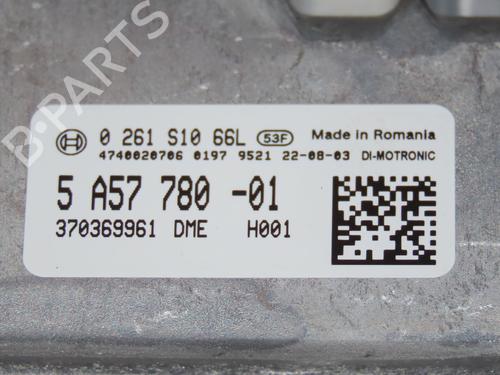 0 261 S10 66L 53F Made in Romania
4740020706 0197 9521 22-08-03 DI-MOTRONIC
5 A57 780 -01
370369961 DME H001
B-PARTS